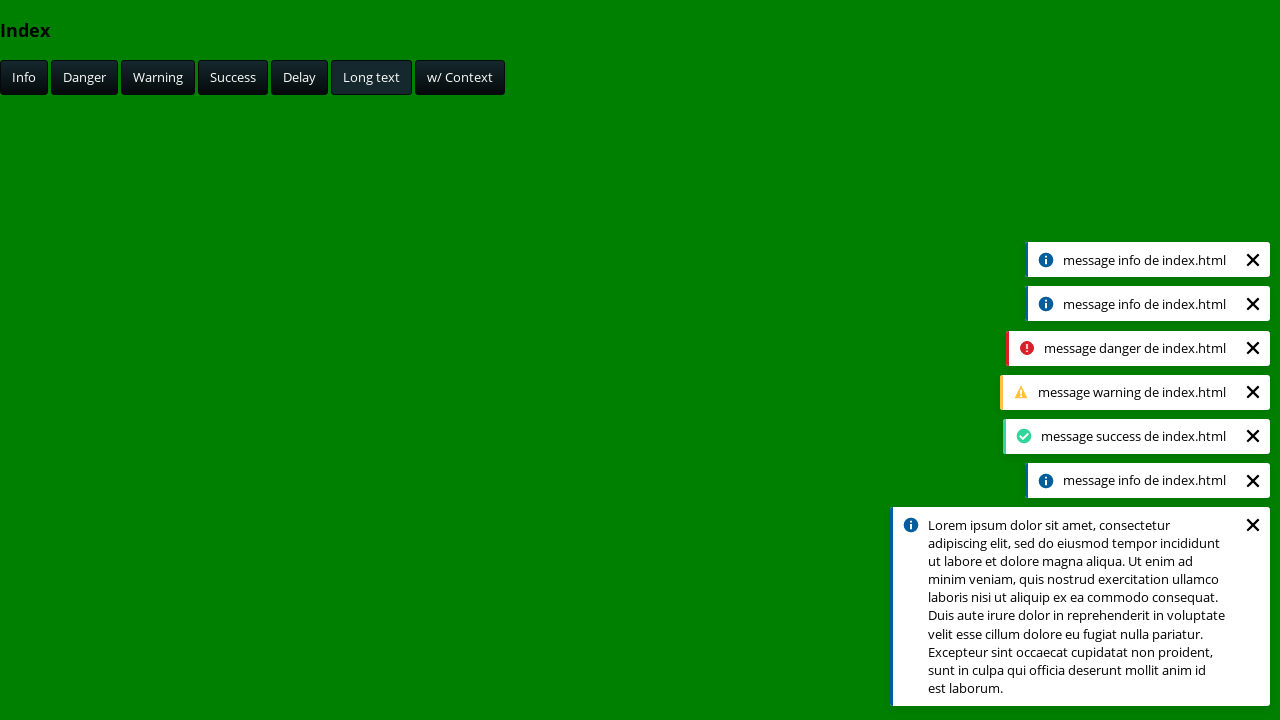 Index
Info
Danger
Warning
Success
Delay
Long text
w/ Context
message info de index.html
message info de index.html
message danger de index.html
message warning de index.html
message success de index.html
message info de index.html
Lorem ipsum dolor sit amet, consectetur
adipiscing elit, sed do eiusmod tempor incididunt
ut labore et dolore magna aliqua. Ut enim ad
minim veniam, quis nostrud exercitation ullamco
laboris nisi ut aliquip ex ea commodo consequat.
Duis aute irure dolor in reprehenderit in voluptate
velit esse cillum dolore eu fugiat nulla pariatur.
Excepteur sint occaecat cupidatat non proident,
sunt in culpa qui officia deserunt mollit anim id
est laborum.